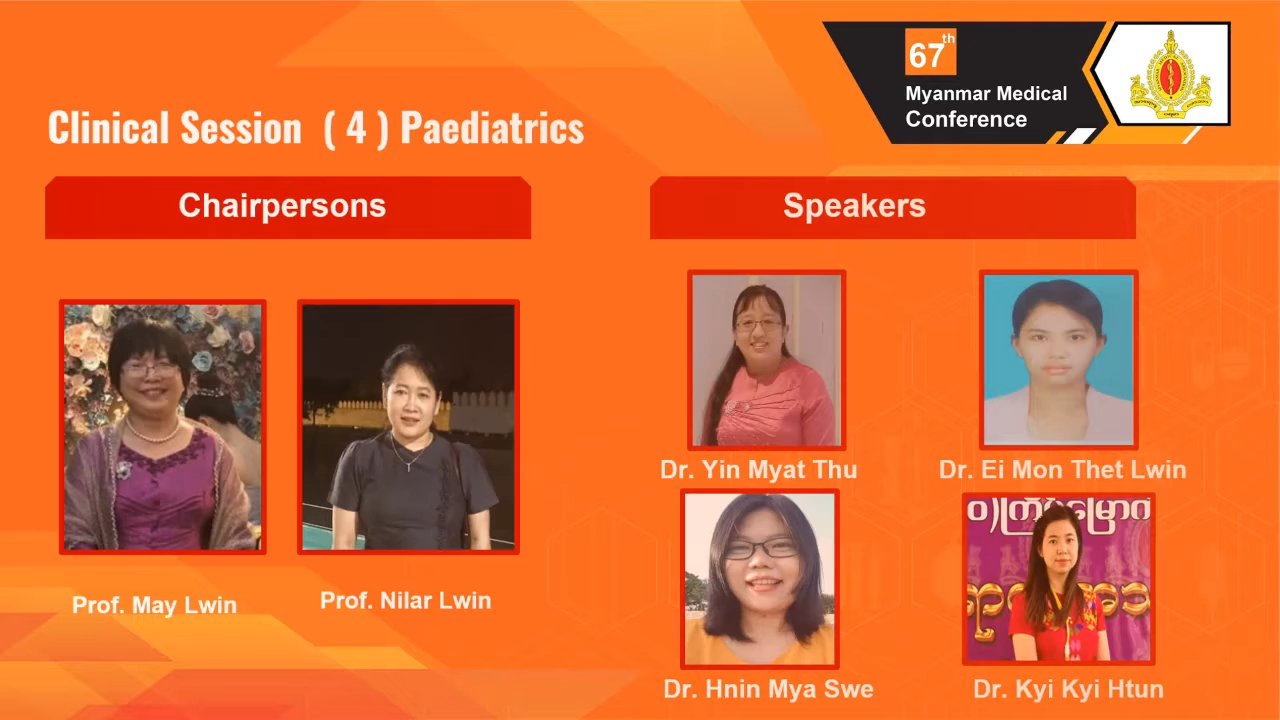 67th
Myanmar Medical
Conference
Clinical Session ( 4 ) Paediatrics
Chairpersons
Prof. May Lwin
Prof. Nilar Lwin
Speakers
Dr. Yin Myat Thu
Dr. Ei Mon Thet Lwin
Dr. Hnin Mya Swe
Dr. Kyi Kyi Htun